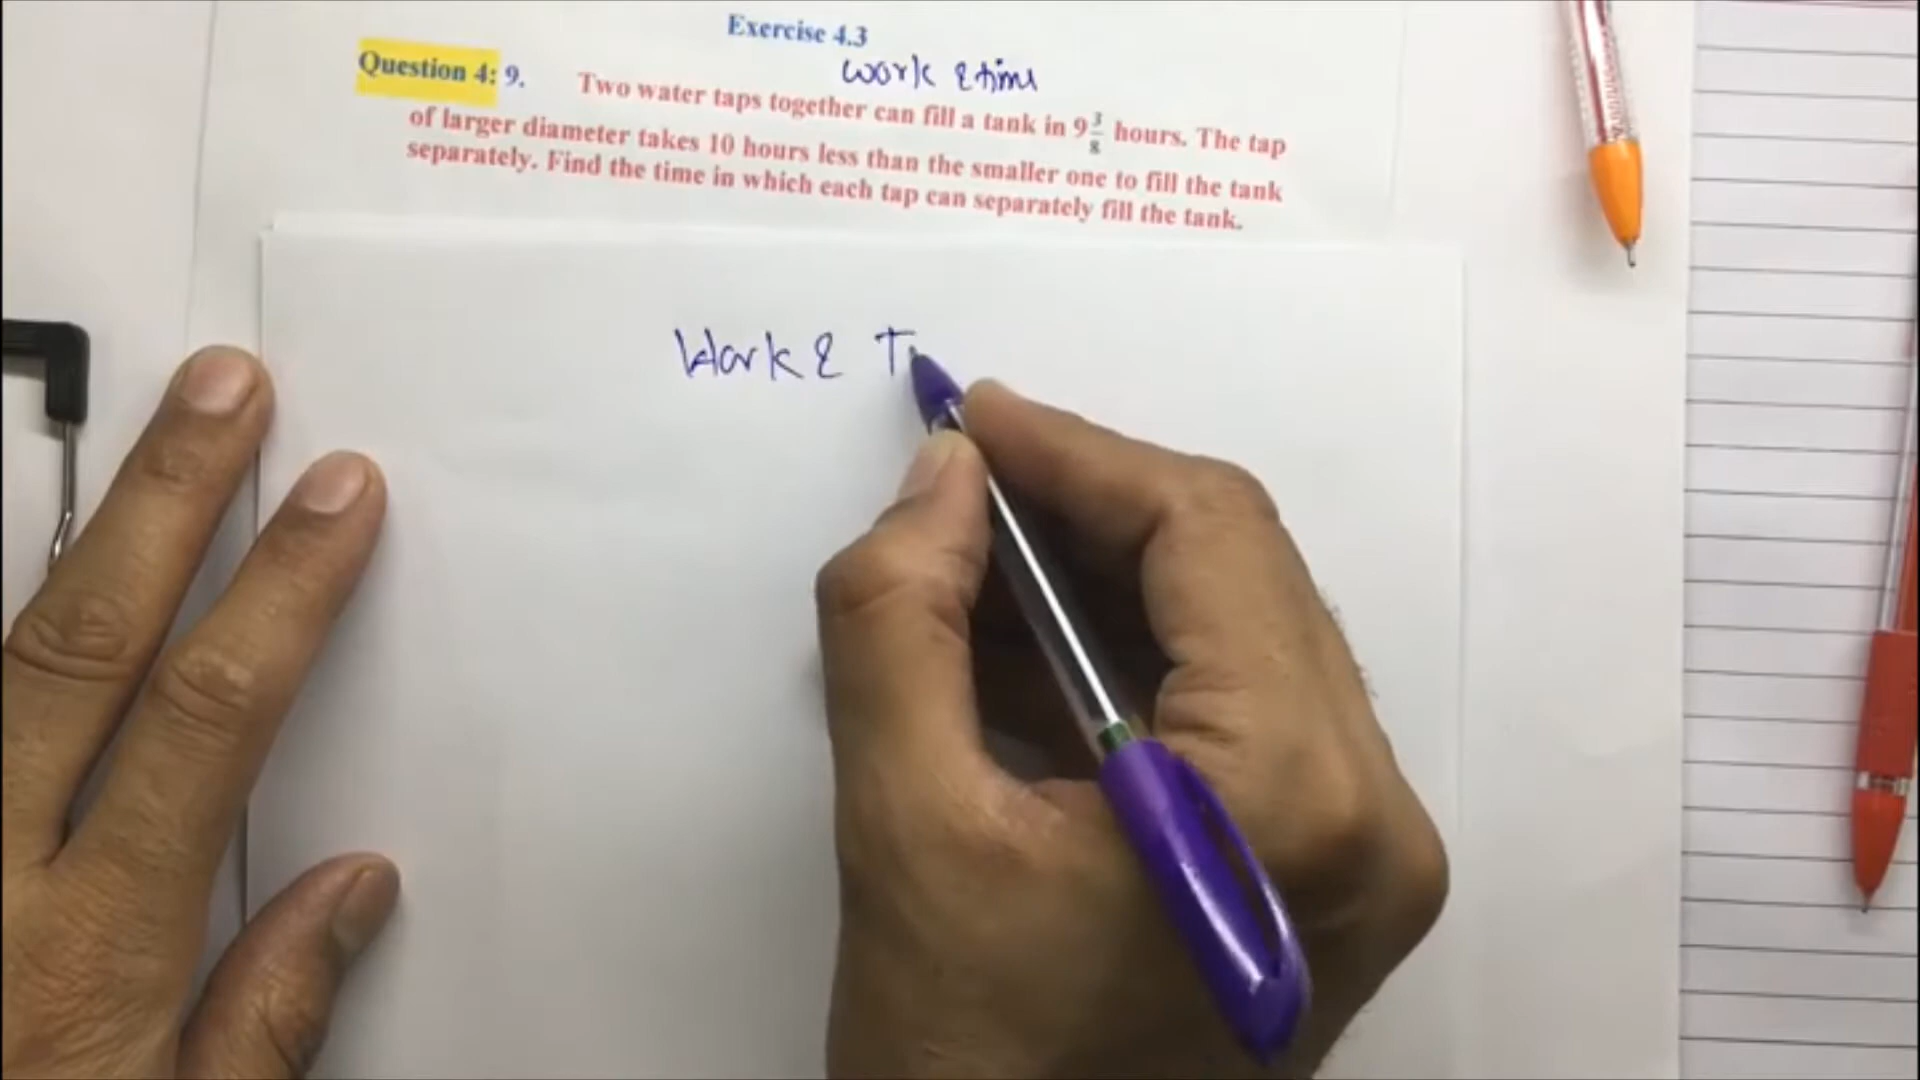 Exercise 4.3
work & time
Question 4: 9. Two water taps together can fill a tank in 9 3/8 hours. The tap
of larger diameter takes 10 hours less than the smaller one to fill the tank
separately. Find the time in which each tap can separately fill the tank.
Work & T